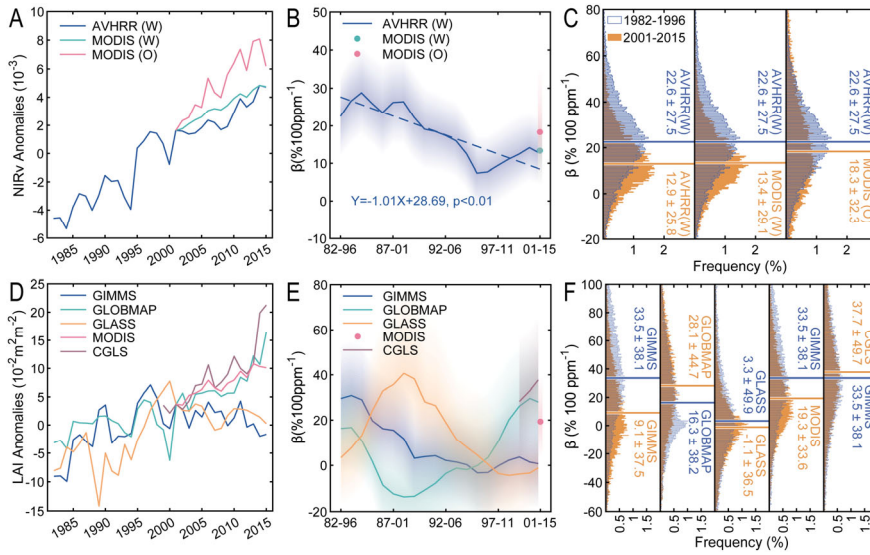 A
AVHRR (W)
MODIS (W)
MODIS (O)
NIRv Anomalies (10⁻³)
10
8
6
4
2
0
-2
-4
-6
1985
1990
1995
2000
2005
2010
2015
B
AVHRR (W)
MODIS (W)
MODIS (O)
β(%100ppm⁻¹)
50
40
30
20
10
0
-10
Y=-1.01X+28.69, p<0.01
82-96
87-01
92-06
97-11
01-15
C
1982-1996
2001-2015
β (% 100 ppm⁻¹)
80
60
40
20
0
-20
AVHRR(W)
22.6 ± 27.5
AVHRR(W)
12.9 ± 25.8
AVHRR(W)
22.6 ± 27.5
MODIS (W)
13.4 ± 29.1
AVHRR(W)
22.6 ± 27.5
MODIS (O)
18.3 ± 32.3
1
2
1
2
1
2
Frequency (%)
D
GIMMS
GLOBMAP
GLASS
MODIS
CGLS
LAI Anomalies (10⁻²m²m⁻²)
25
20
15
10
5
0
-5
-10
-15
1985
1990
1995
2000
2005
2010
2015
E
GIMMS
GLOBMAP
GLASS
MODIS
CGLS
β(%100ppm⁻¹)
80
60
40
20
0
-20
82-96
87-01
92-06
97-11
01-15
F
β (% 100 ppm⁻¹)
100
80
60
40
20
0
-20
-40
-60
GIMMS
33.5 ± 38.1
GIMMS
9.1 ± 37.5
GLOBMAP
28.1 ± 44.7
GLOBMAP
16.3 ± 38.2
GLASS
3.3 ± 49.9
GLASS
-1.1 ± 36.5
GIMMS
33.5 ± 38.1
MODIS
19.3 ± 33.6
CGLS
37.7 ± 49.7
GIMMS
33.5 ± 38.1
0.5
1
1.5
0.5
1
1.5
0.5
1
1.5
0.5
1
1.5
0.5
1
1.5
Frequency (%)